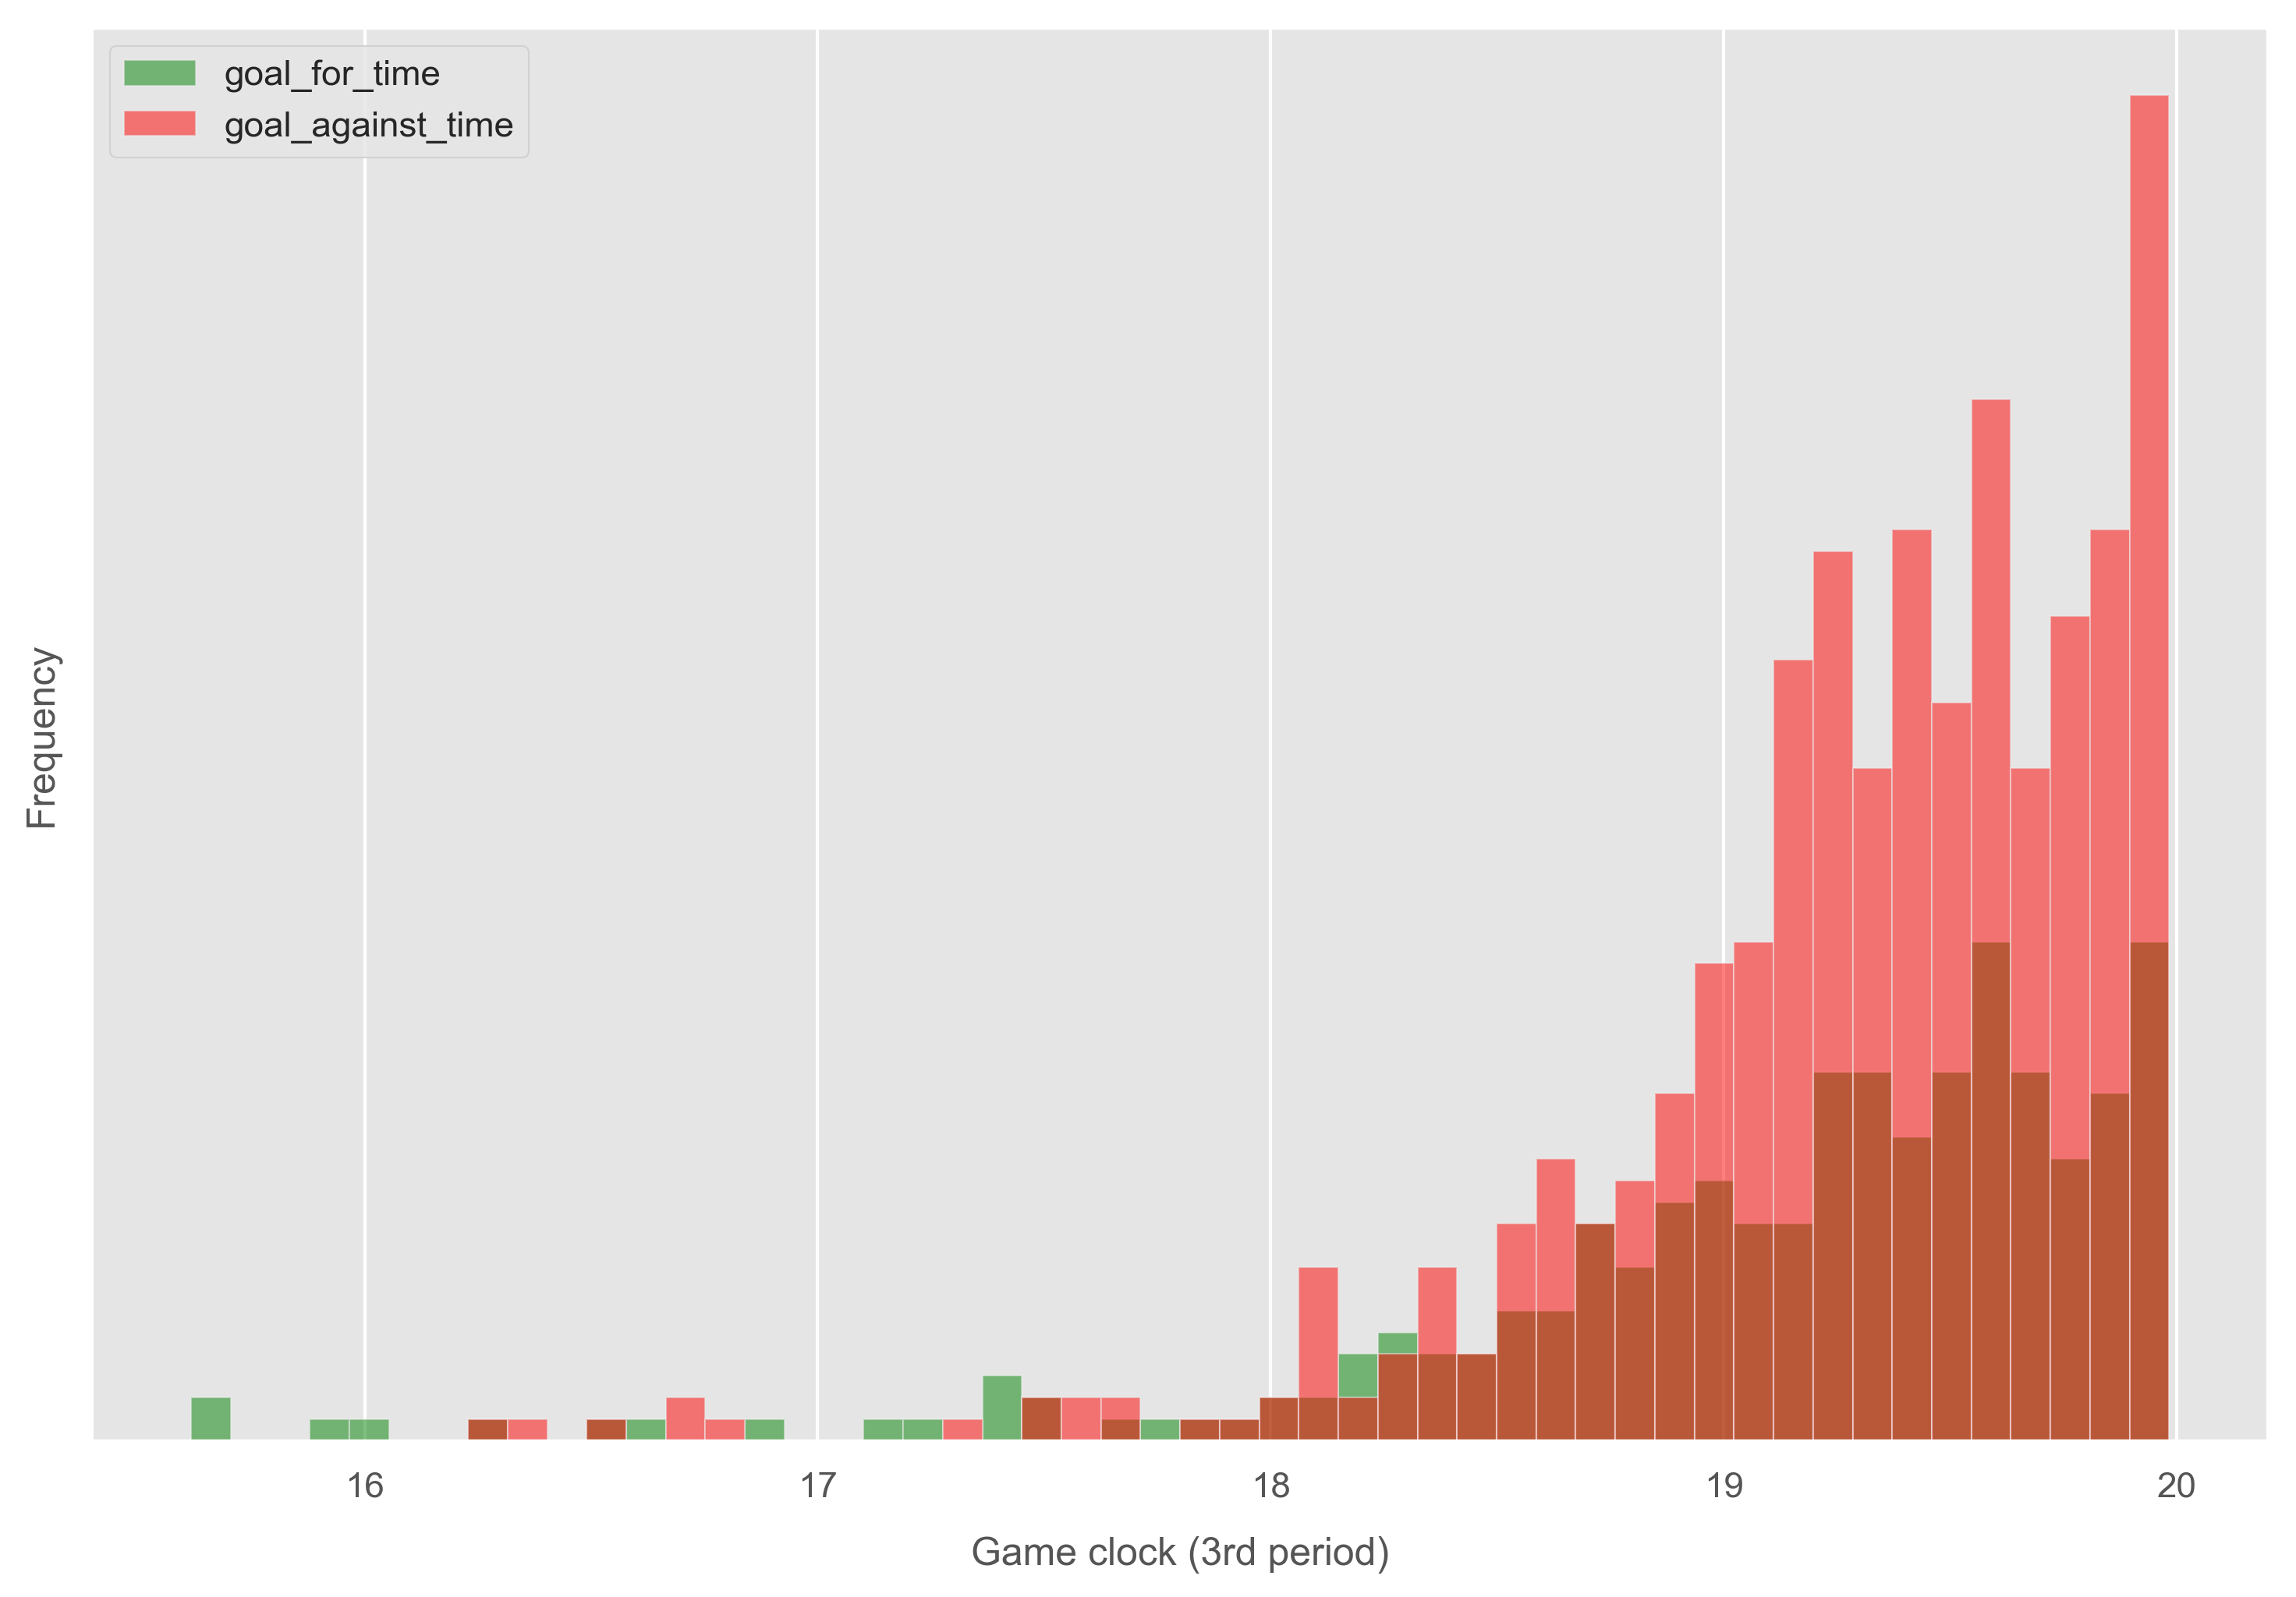 goal_for_time
goal_against_time
Frequency
16 17 18 19 20
Game clock (3rd period)